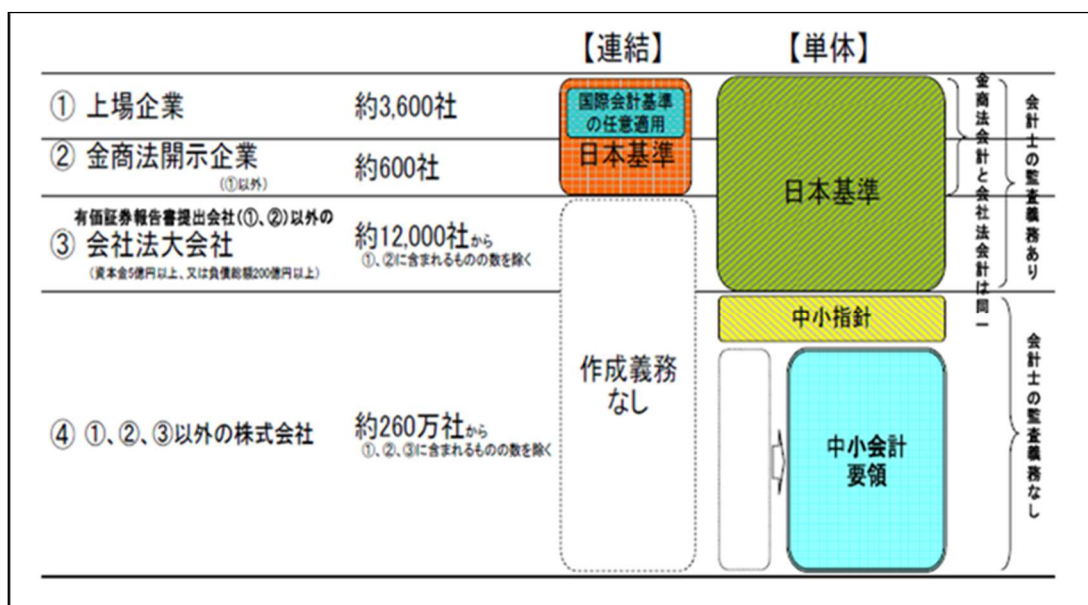 【連結】
【単体】
① 上場企業
約3,600社
国際会計基準
の任意適用
日本基準
② 金商法開示企業
(①以外)
約600社
日本基準
有価証券報告書提出会社(①、②)以外の
③ 会社法大会社
(資本金5億円以上、又は負債総額200億円以上)
約12,000社から
①、②に含まれるものの数を除く
作成義務
なし
④ ①、②、③以外の株式会社
約260万社から
①、②、③に含まれるものの数を除く
中小指針
中小会計
要領
金商法会計と会社法会計は同一
会計士の監査義務あり
会計士の監査義務なし